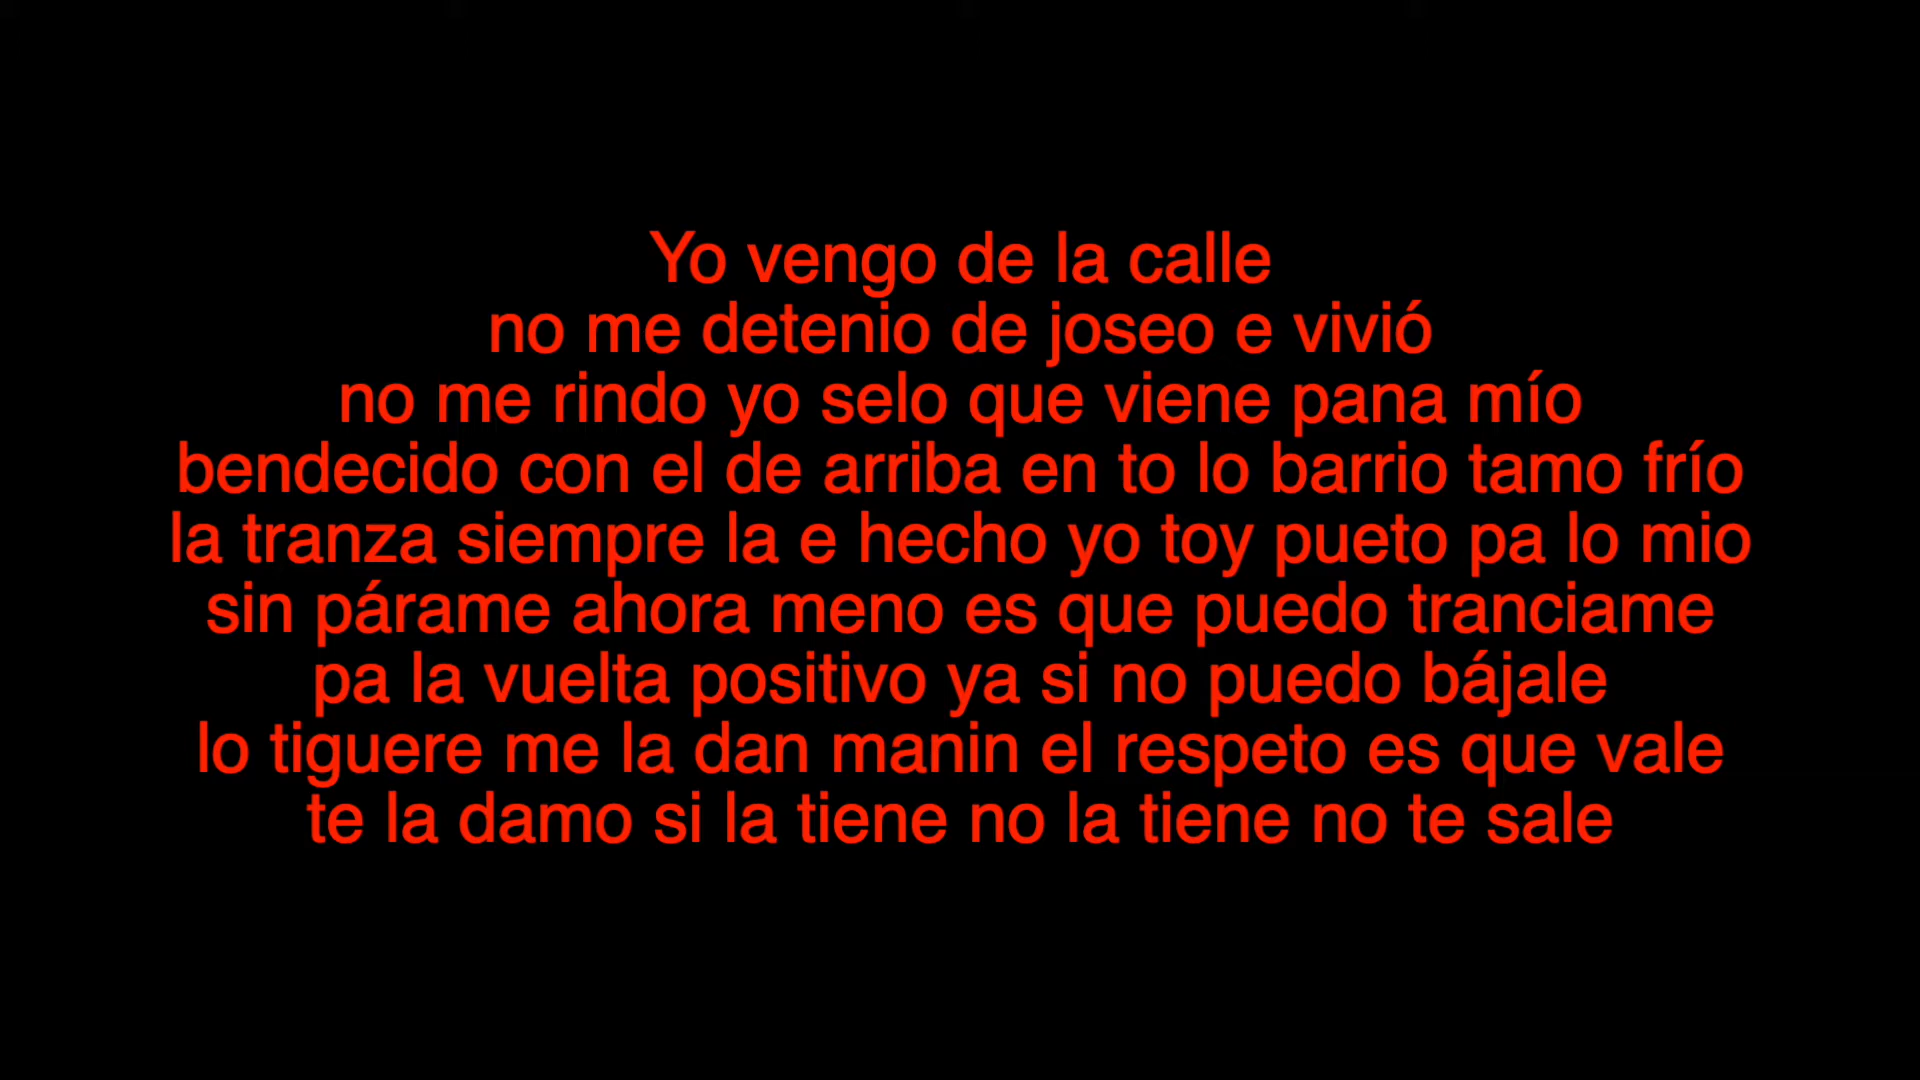 Yo vengo de la calle
no me detenio de joseo e vivió
no me rindo yo selo que viene pana mío
bendecido con el de arriba en to lo barrio tamo frío
la tranza siempre la e hecho yo toy pueto pa lo mio
sin párame ahora meno es que puedo tranciame
pa la vuelta positivo ya si no puedo bájale
lo tiguere me la dan manin el respeto es que vale
te la damo si la tiene no la tiene no te sale